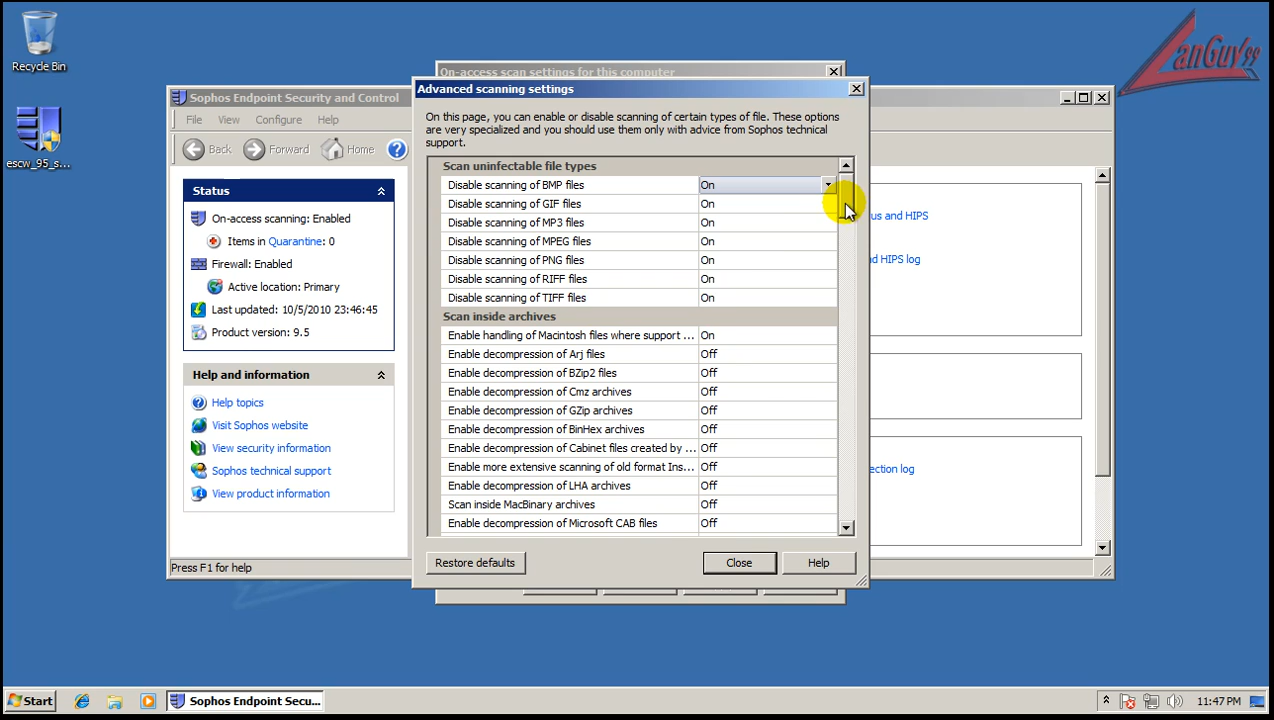 Recycle Bin
escw_95_s...
anGuy99
On-access scan settings for this computer
Sophos Endpoint Security and Control
File View Configure Help
Back Forward Home
Status
On-access scanning: Enabled
Items in Quarantine: 0
Firewall: Enabled
Active location: Primary
Last updated: 10/5/2010 23:46:45
Product version: 9.5
Help and information
Help topics
Visit Sophos website
View security information
Sophos technical support
View product information
Press F1 for help
Advanced scanning settings
On this page, you can enable or disable scanning of certain types of file. These options
are very specialized and you should use them only with advice from Sophos technical
support.
Scan uninfectable file types
Disable scanning of BMP files On
Disable scanning of GIF files On
Disable scanning of MP3 files On
Disable scanning of MPEG files On
Disable scanning of PNG files On
Disable scanning of RIFF files On
Disable scanning of TIFF files On
Scan inside archives
Enable handling of Macintosh files where support ... On
Enable decompression of Arj files Off
Enable decompression of BZip2 files Off
Enable decompression of Cmz archives Off
Enable decompression of GZip archives Off
Enable decompression of BinHex archives Off
Enable decompression of Cabinet files created by ... Off
Enable more extensive scanning of old format Ins... Off
Enable decompression of LHA archives Off
Scan inside MacBinary archives Off
Enable decompression of Microsoft CAB files Off
Restore defaults Close Help
us and HIPS
d HIPS log
ection log
Start Sophos Endpoint Secu... 11:47 PM